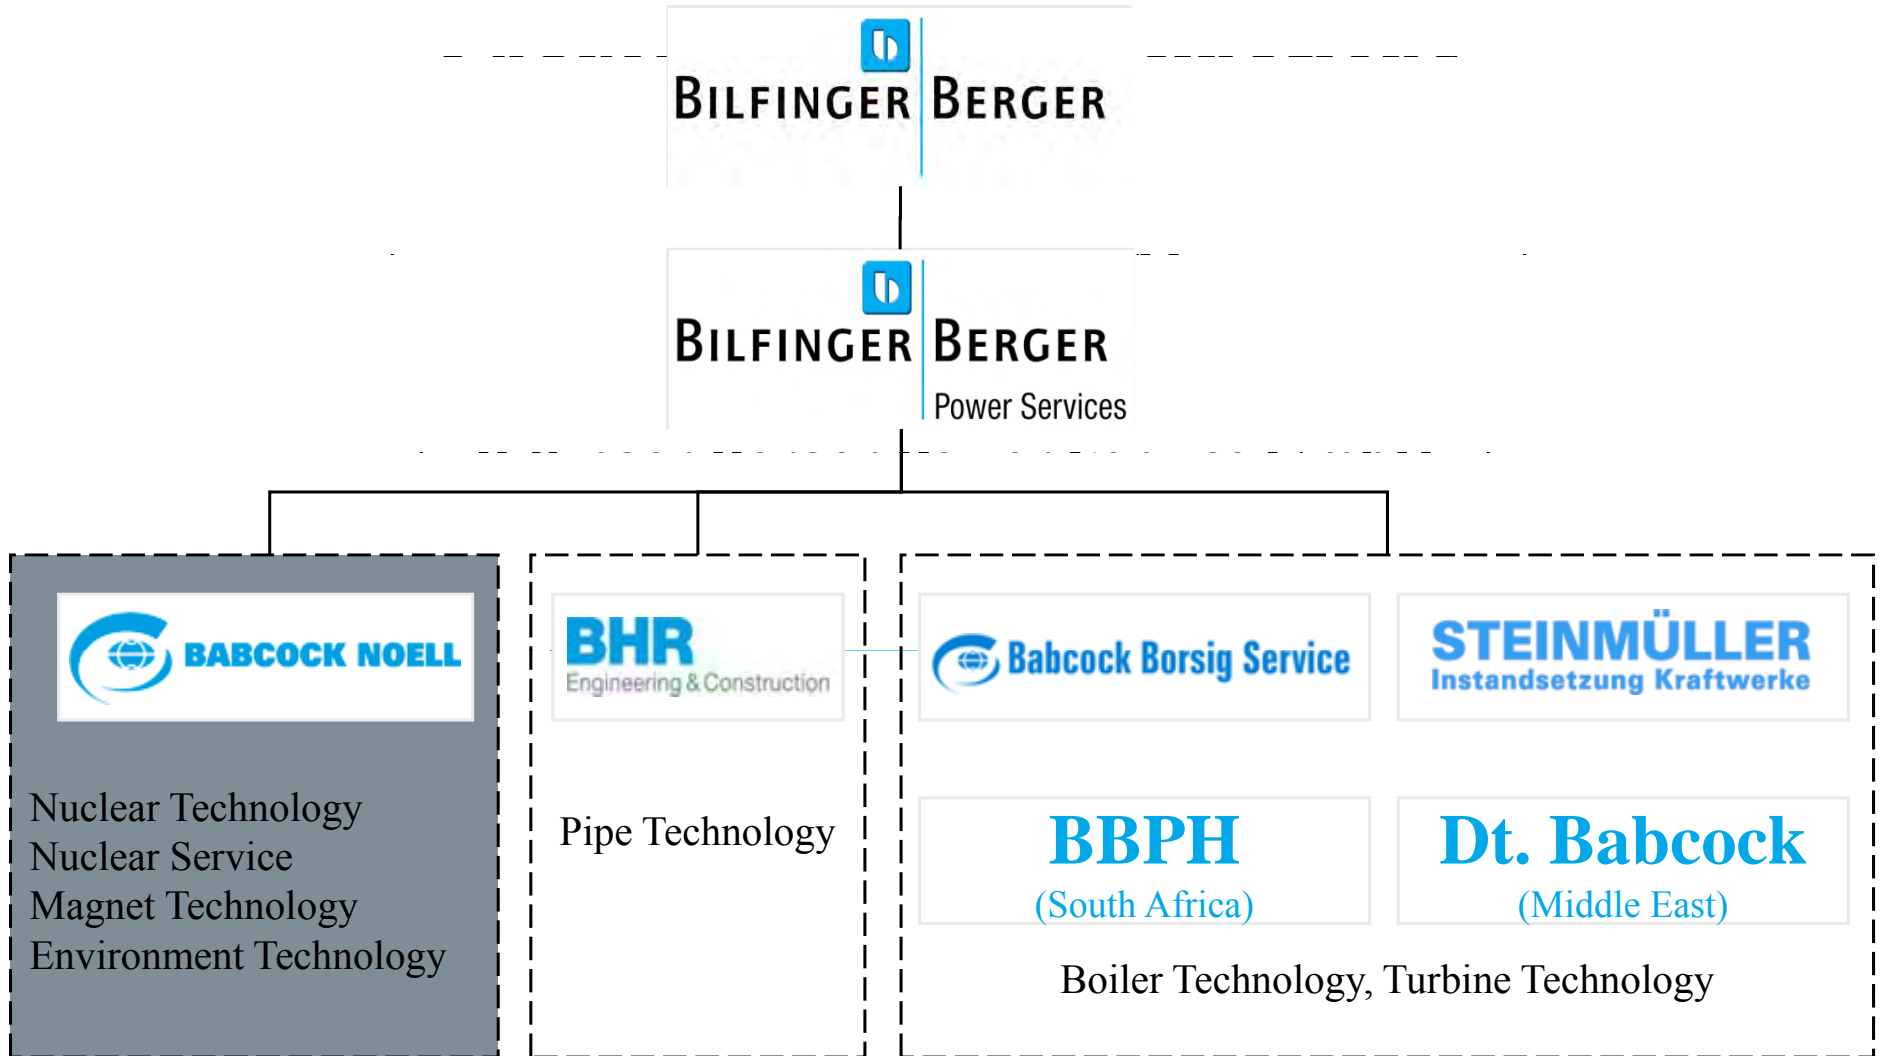 BILFINGER BERGER
BILFINGER BERGER
Power Services
BABCOCK NOELL
Nuclear Technology
Nuclear Service
Magnet Technology
Environment Technology
BHR
Engineering & Construction
Pipe Technology
Babcock Borsig Service
STEINMÜLLER
Instandsetzung Kraftwerke
BBPH
(South Africa)
Dt. Babcock
(Middle East)
Boiler Technology, Turbine Technology